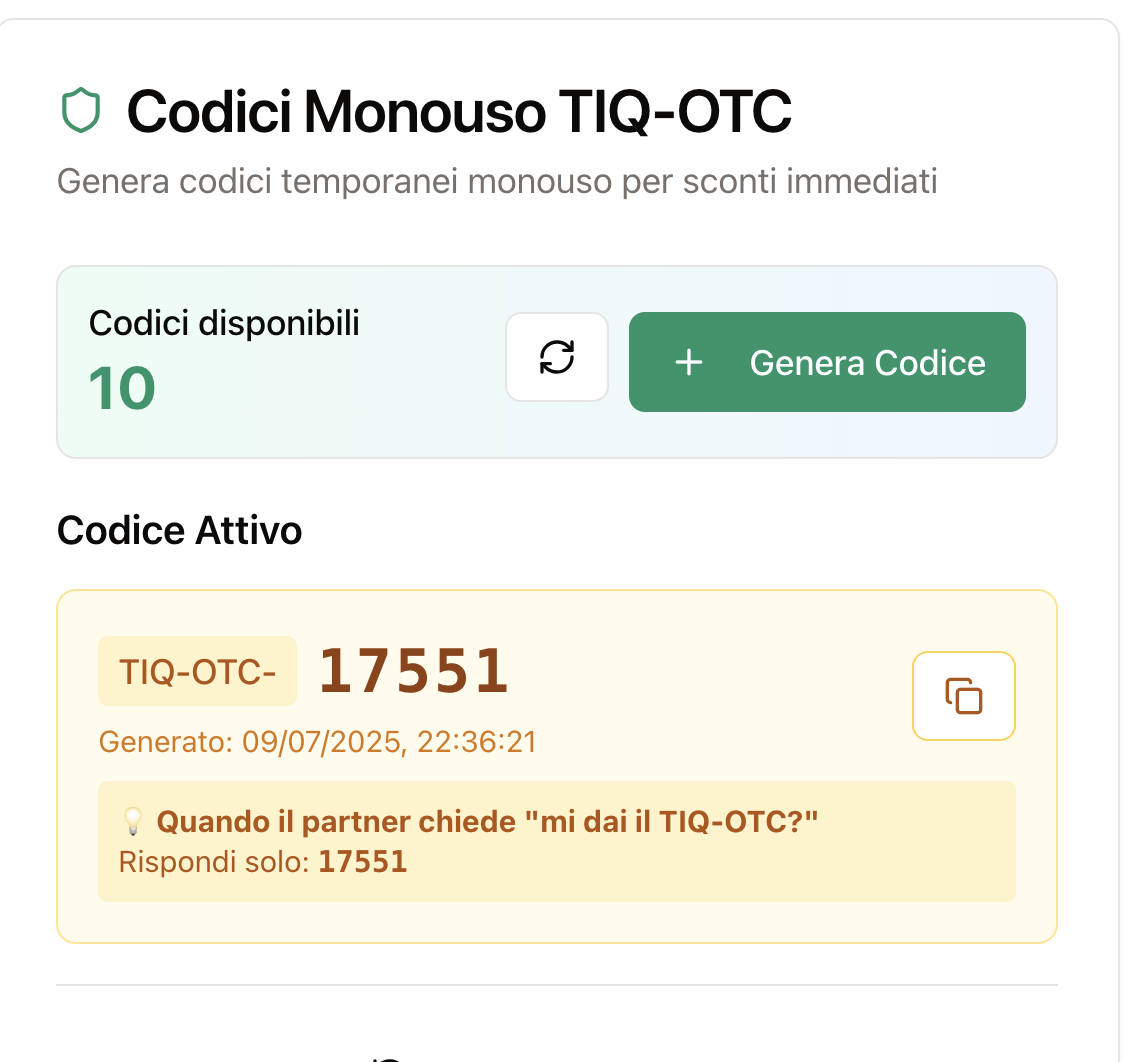 Codici Monouso TIQ-OTC
Genera codici temporanei monouso per sconti immediati
Codici disponibili
10
Genera Codice
Codice Attivo
TIQ-OTC- 17551
Generato: 09/07/2025, 22:36:21
💡 Quando il partner chiede "mi dai il TIQ-OTC?"
Rispondi solo: 17551